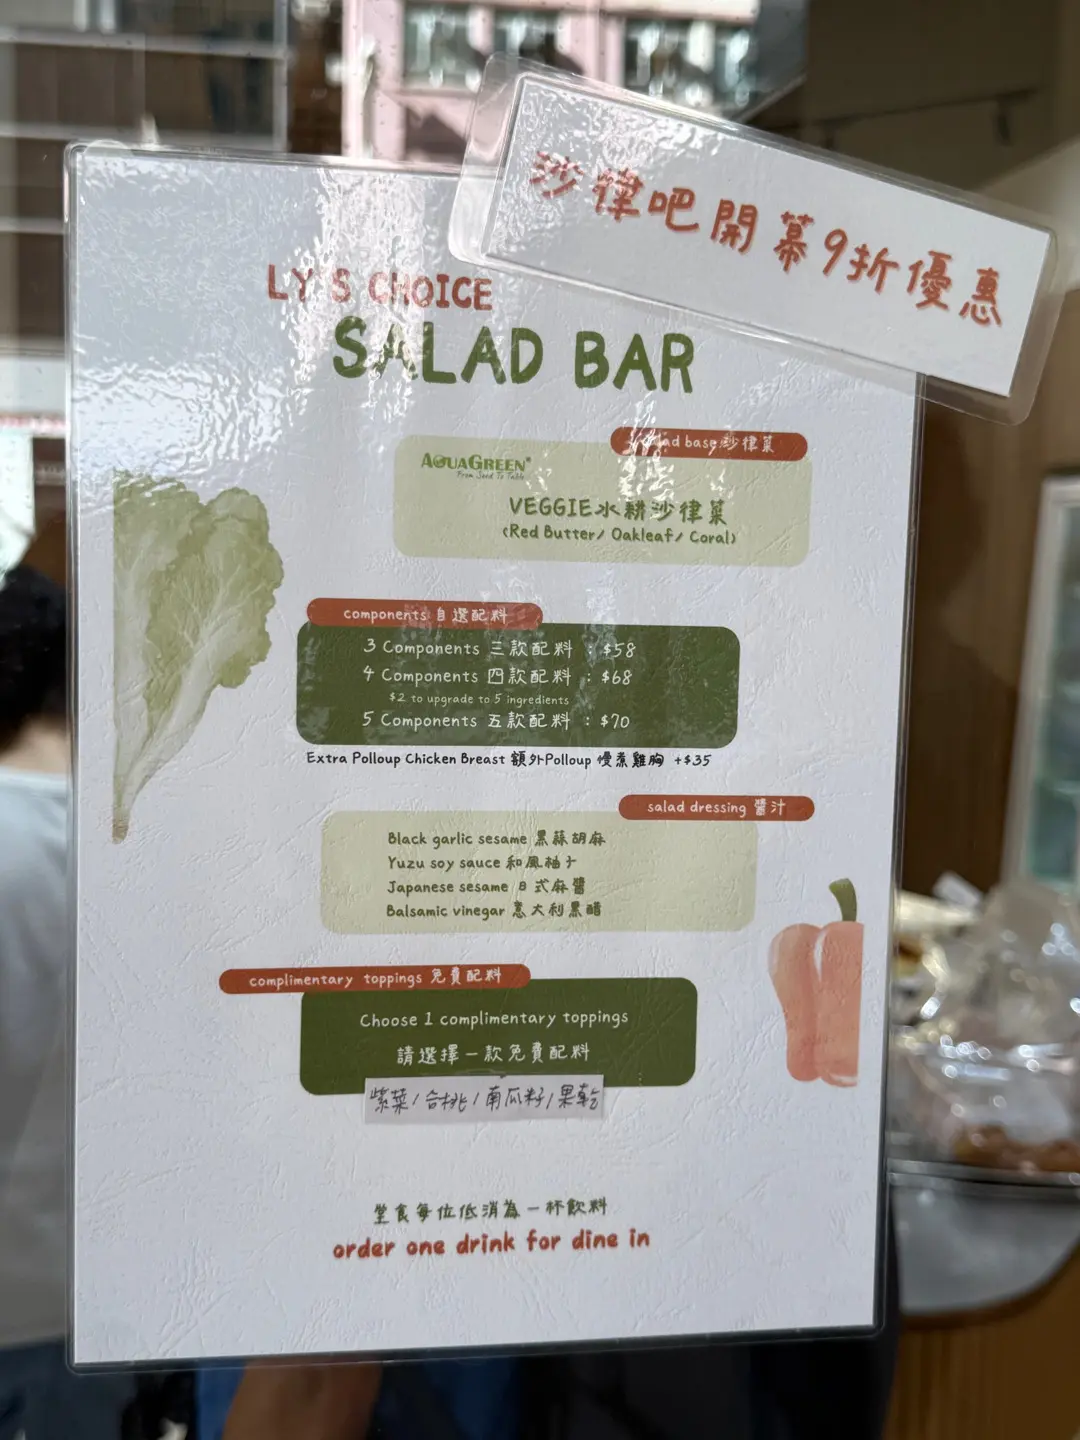 沙律吧開幕9折優惠
LY'S CHOICE
SALAD BAR
salad base 沙律菜
AQUAGREEN®
From Seed To Table
VEGGIE水耕沙律菜
(Red Butter/ Oakleaf/ Coral)
components 自選配料
3 Components 三款配料 : $58
4 Components 四款配料 : $68
$2 to upgrade to 5 ingredients
5 Components 五款配料 : $70
Extra Polloup Chicken Breast 額外Polloup 慢煮雞胸 +$35
salad dressing 醬汁
Black garlic sesame 黑蒜胡麻
Yuzu soy sauce 和風柚子
Japanese sesame 日式麻醬
Balsamic vinegar 意大利黑醋
complimentary toppings 免費配料
Choose 1 complimentary toppings
請選擇一款免費配料
紫菜/合桃/南瓜籽/果乾
堂食每位低消為一杯飲料
order one drink for dine in